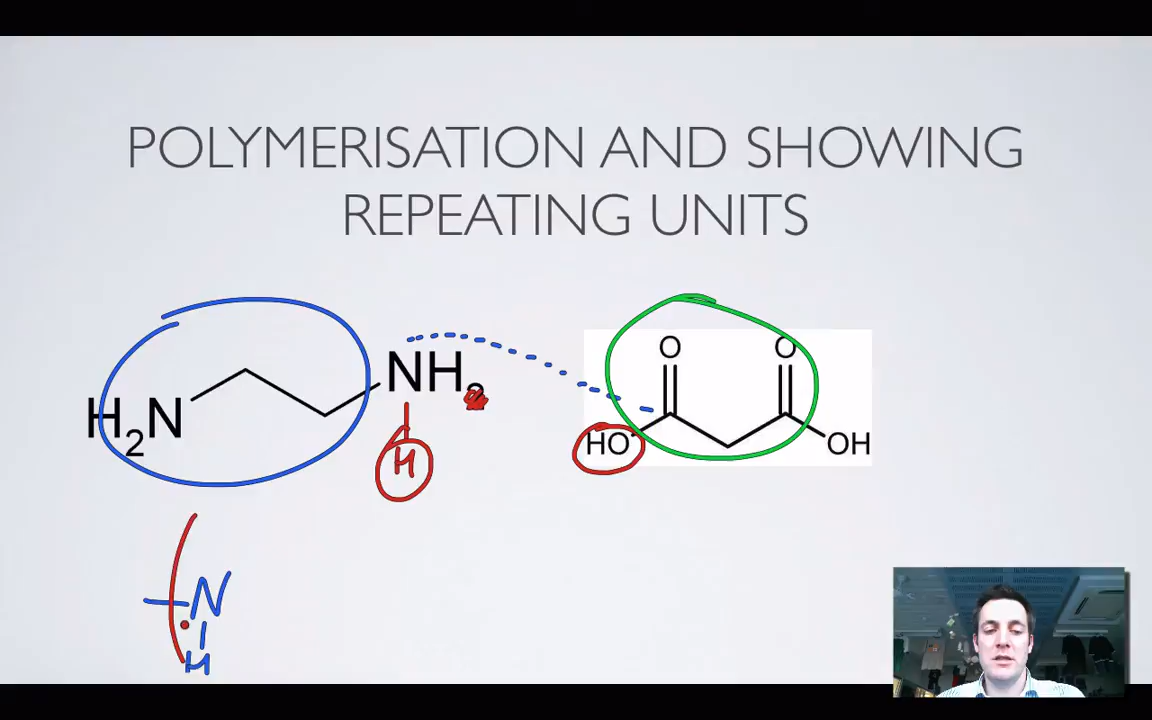 POLYMERISATION AND SHOWING
REPEATING UNITS
H2N
NH2
H
O
O
HO
OH
N
H